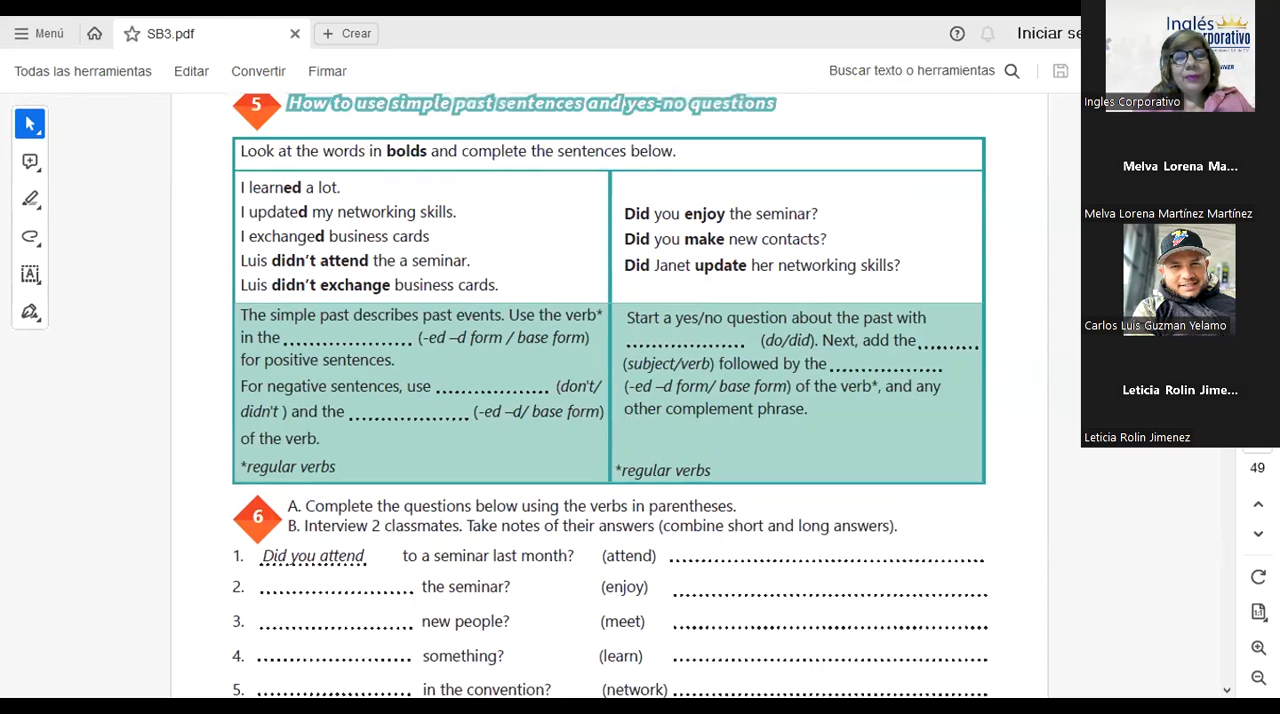 Menú
SB3.pdf
Crear
Iniciar se
Todas las herramientas
Editar
Convertir
Firmar
Buscar texto o herramientas
5 How to use simple past sentences and yes-no questions
Look at the words in bolds and complete the sentences below.
I learned a lot.
I updated my networking skills.
I exchanged business cards
Luis didn't attend the a seminar.
Luis didn't exchange business cards.
Did you enjoy the seminar?
Did you make new contacts?
Did Janet update her networking skills?
The simple past describes past events. Use the verb*
in the ........................ (-ed –d form / base form)
for positive sentences.
For negative sentences, use ..................... (don't/
didn't ) and the ...................... (-ed –d/ base form)
of the verb.
*regular verbs
Start a yes/no question about the past with
...................... (do/did). Next, add the ...........
(subject/verb) followed by the .....................
(-ed –d form/ base form) of the verb*, and any
other complement phrase.
*regular verbs
6 A. Complete the questions below using the verbs in parentheses.
B. Interview 2 classmates. Take notes of their answers (combine short and long answers).
1. Did you attend to a seminar last month? (attend) ............................................................
2. ............................ the seminar? (enjoy) ............................................................
3. ............................ new people? (meet) ............................................................
4. ............................ something? (learn) ............................................................
5. ............................ in the convention? (network) ............................................................
49
Inglés
Corporativo
Ingles Corporativo
Melva Lorena Ma...
Melva Lorena Martínez Martínez
Carlos Luis Guzman Yelamo
Leticia Rolin Jime...
Leticia Rolin Jimenez